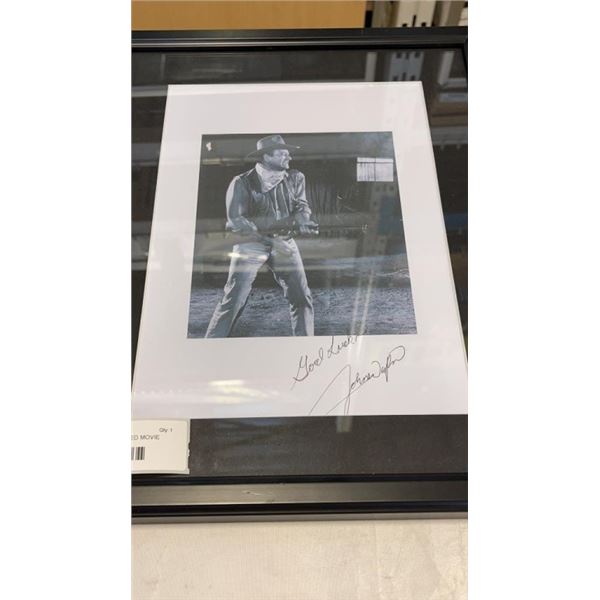 Good Luck
John Wayne
Qty: 1
ED MOVIE